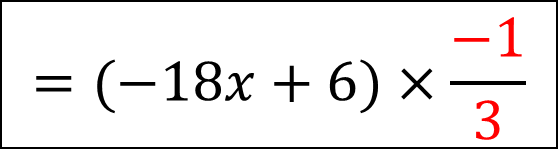 = (−18x + 6) × −1/3